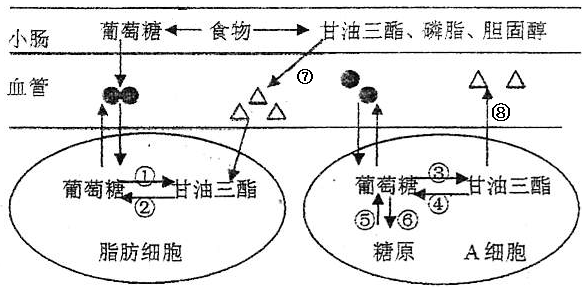 小肠 葡萄糖 食物 甘油三酯、磷脂、胆固醇
血管 ⑦ ⑧
葡萄糖 ① 甘油三酯 葡萄糖 ③ 甘油三酯
② ④
⑤ ⑥
脂肪细胞 糖原 A细胞